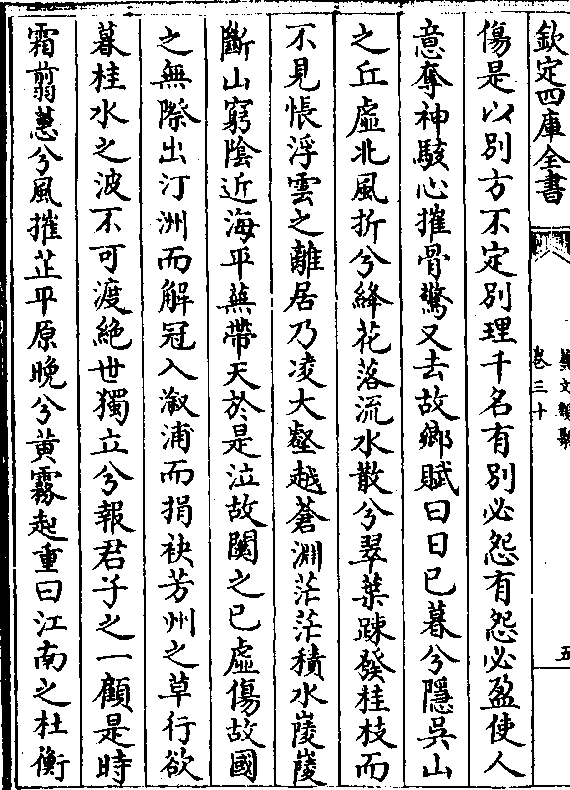 欽定四庫全書
卷三十
五
傷是以別方不定別理千名有別必怨有怨必盈使人
意奪神駭心摧骨驚又去故鄉賦曰日已暮兮隱吳山
之丘虛北風折兮絳花落流水散兮翠葉踈發桂枝而
不見悵浮雲之離居乃凌大壑越蒼淵茫茫積水崚崚
斷山窮陰近海平蕪帶天於是泣故關之已虛傷故國
之無際出汀洲而解冠入漵浦而捐袂芳州之草行欲
暮桂水之波不可渡絶世獨立兮報君子之一顧是時
霜翦蕙兮風摧芷平原晚兮黃霧起重曰江南之杜衡